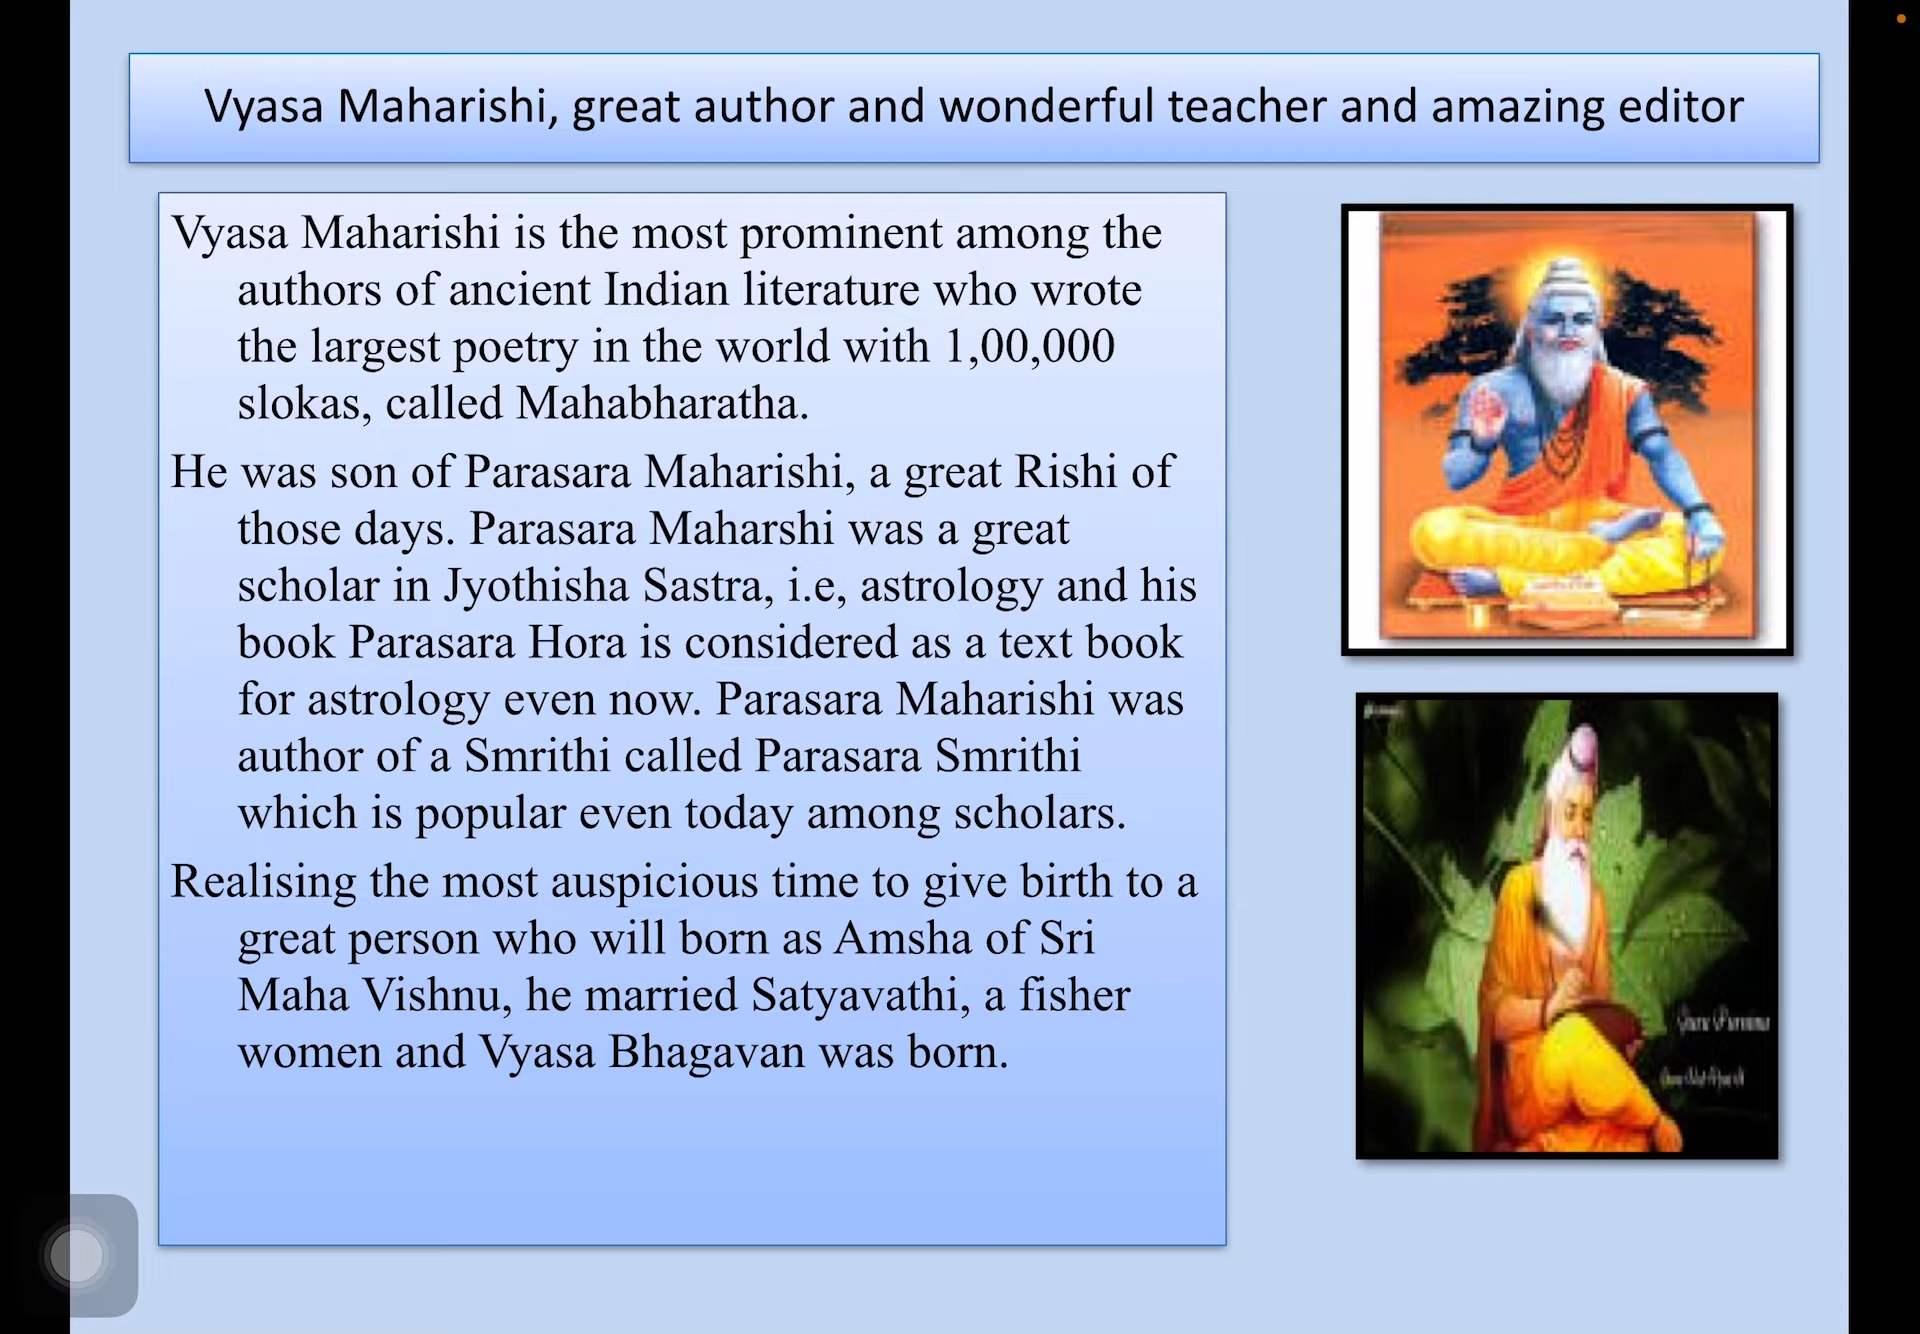 Vyasa Maharishi, great author and wonderful teacher and amazing editor
Vyasa Maharishi is the most prominent among the
authors of ancient Indian literature who wrote
the largest poetry in the world with 1,00,000
slokas, called Mahabharatha.
He was son of Parasara Maharishi, a great Rishi of
those days. Parasara Maharshi was a great
scholar in Jyothisha Sastra, i.e, astrology and his
book Parasara Hora is considered as a text book
for astrology even now. Parasara Maharishi was
author of a Smrithi called Parasara Smrithi
which is popular even today among scholars.
Realising the most auspicious time to give birth to a
great person who will born as Amsha of Sri
Maha Vishnu, he married Satyavathi, a fisher
women and Vyasa Bhagavan was born.